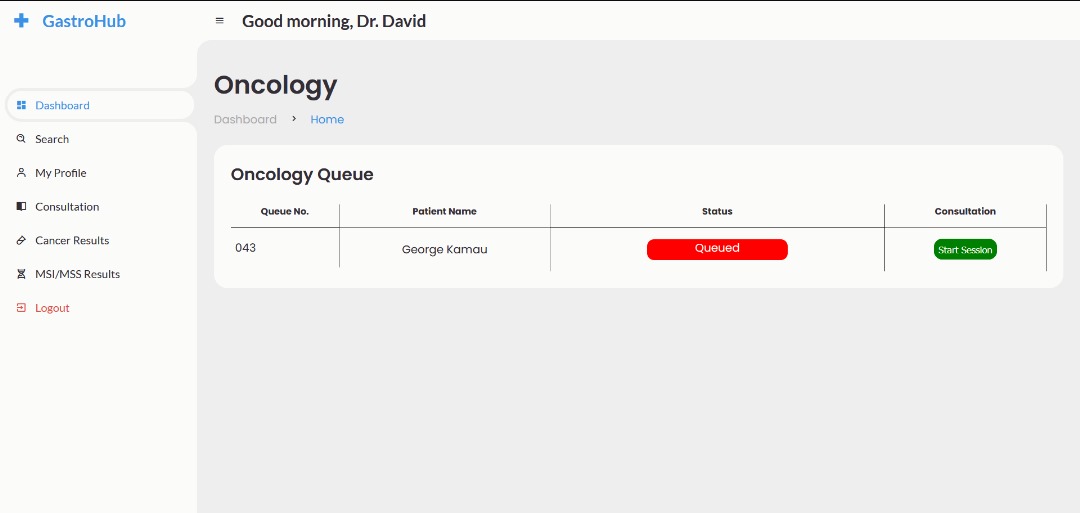 GastroHub
Good morning, Dr. David
Dashboard
Search
My Profile
Consultation
Cancer Results
MSI/MSS Results
Logout
Oncology
Dashboard > Home
Oncology Queue
Queue No. Patient Name Status Consultation
043 George Kamau Queued Start Session